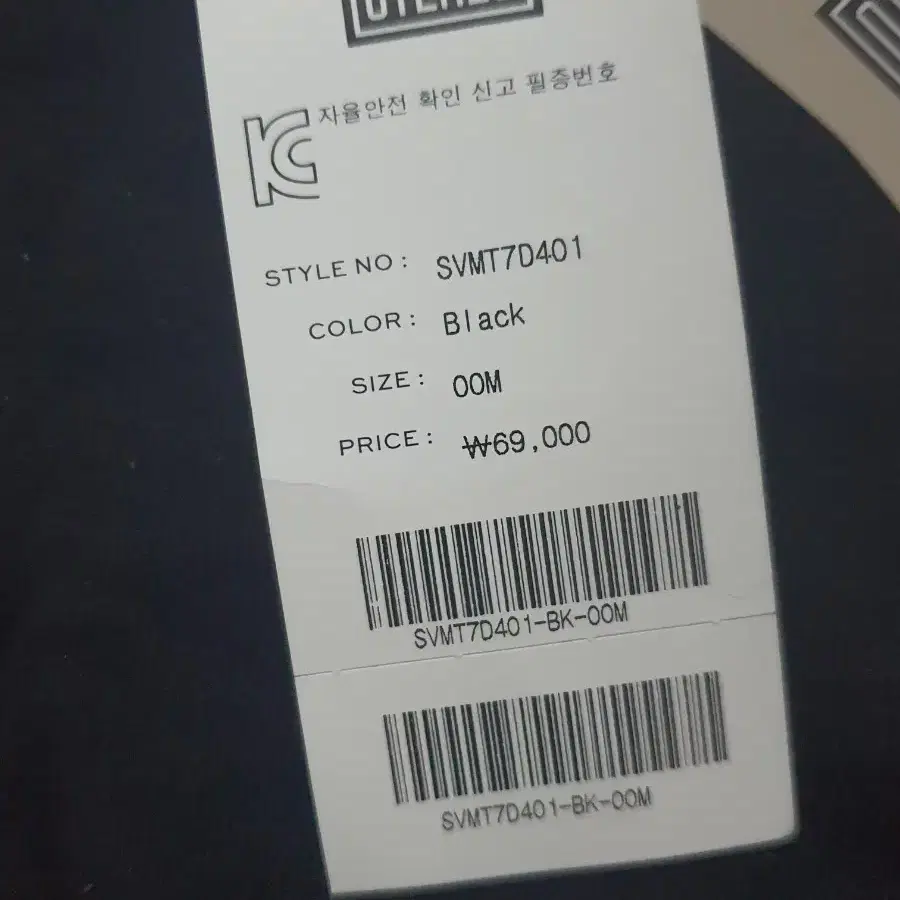 자율안전 확인 신고 필증번호
STYLE NO : SVMT7D401
COLOR : Black
SIZE : 00M
PRICE : ₩69,000
SVMT7D401-BK-00M
SVMT7D401-BK-00M